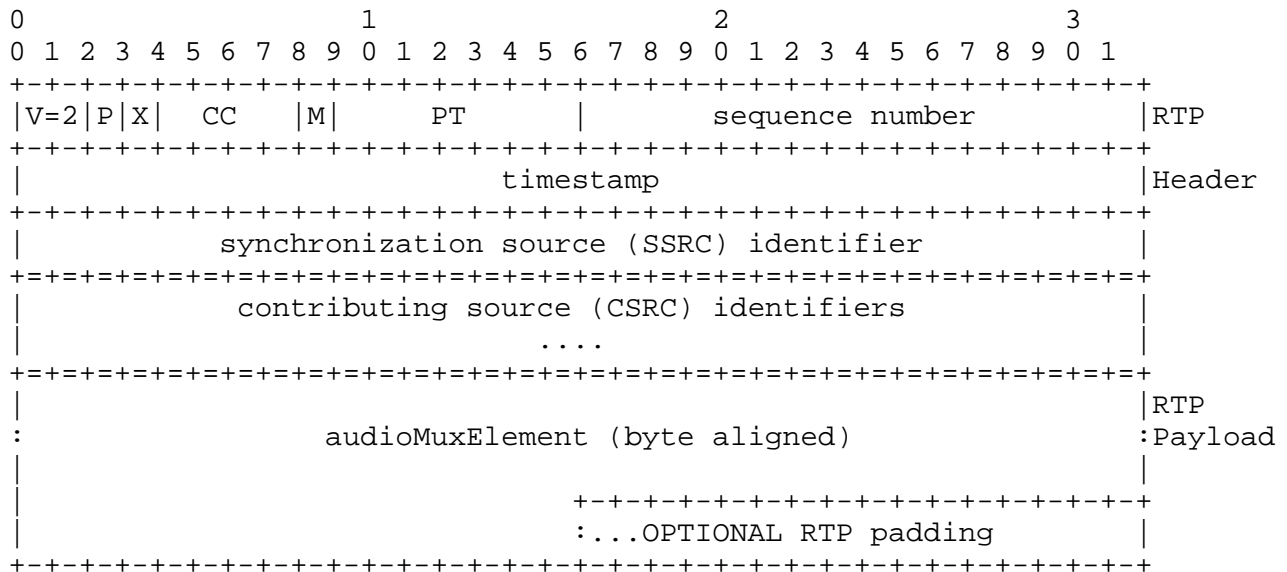 0                   1                   2                   3
0 1 2 3 4 5 6 7 8 9 0 1 2 3 4 5 6 7 8 9 0 1 2 3 4 5 6 7 8 9 0 1
+-+-+-+-+-+-+-+-+-+-+-+-+-+-+-+-+-+-+-+-+-+-+-+-+-+-+-+-+-+-+-+-+
|V=2|P|X|  CC   |M|     PT      |       sequence number         |RTP
+-+-+-+-+-+-+-+-+-+-+-+-+-+-+-+-+-+-+-+-+-+-+-+-+-+-+-+-+-+-+-+-+
|                           timestamp                           |Header
+-+-+-+-+-+-+-+-+-+-+-+-+-+-+-+-+-+-+-+-+-+-+-+-+-+-+-+-+-+-+-+-+
|           synchronization source (SSRC) identifier            |
+=+=+=+=+=+=+=+=+=+=+=+=+=+=+=+=+=+=+=+=+=+=+=+=+=+=+=+=+=+=+=+=+
|            contributing source (CSRC) identifiers             |
|                             ....                              |
+=+=+=+=+=+=+=+=+=+=+=+=+=+=+=+=+=+=+=+=+=+=+=+=+=+=+=+=+=+=+=+=+
|                                                               |RTP
:                 audioMuxElement (byte aligned)                :Payload
|                                                               |
|                               +-+-+-+-+-+-+-+-+-+-+-+-+-+-+-+-+
|                               :...OPTIONAL RTP padding        |
+-+-+-+-+-+-+-+-+-+-+-+-+-+-+-+-+-+-+-+-+-+-+-+-+-+-+-+-+-+-+-+-+